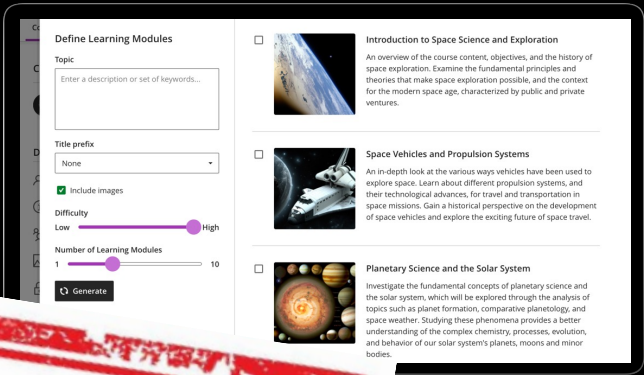 Define Learning Modules
Topic
Enter a description or set of keywords...
Title prefix
None
Include images
Difficulty
Low
High
Number of Learning Modules
1
10
Generate
Introduction to Space Science and Exploration
An overview of the course content, objectives, and the history of
space exploration. Examine the fundamental principles and
theories that make space exploration possible, and the context
for the modern space age, characterized by public and private
ventures.
Space Vehicles and Propulsion Systems
An in-depth look at the various ways vehicles have been used to
explore space. Learn about different propulsion systems, and
their technological advances, for travel and transportation in
space missions. Gain a historical perspective on the development
of space vehicles and explore the exciting future of space travel.
Planetary Science and the Solar System
Investigate the fundamental concepts of planetary science and
the solar system, which will be explored through the analysis of
topics such as planet formation, comparative planetology, and
space weather. Studying these phenomena provides a better
understanding of the complex chemistry, processes, evolution,
and behavior of our solar system's planets, moons and minor
bodies.